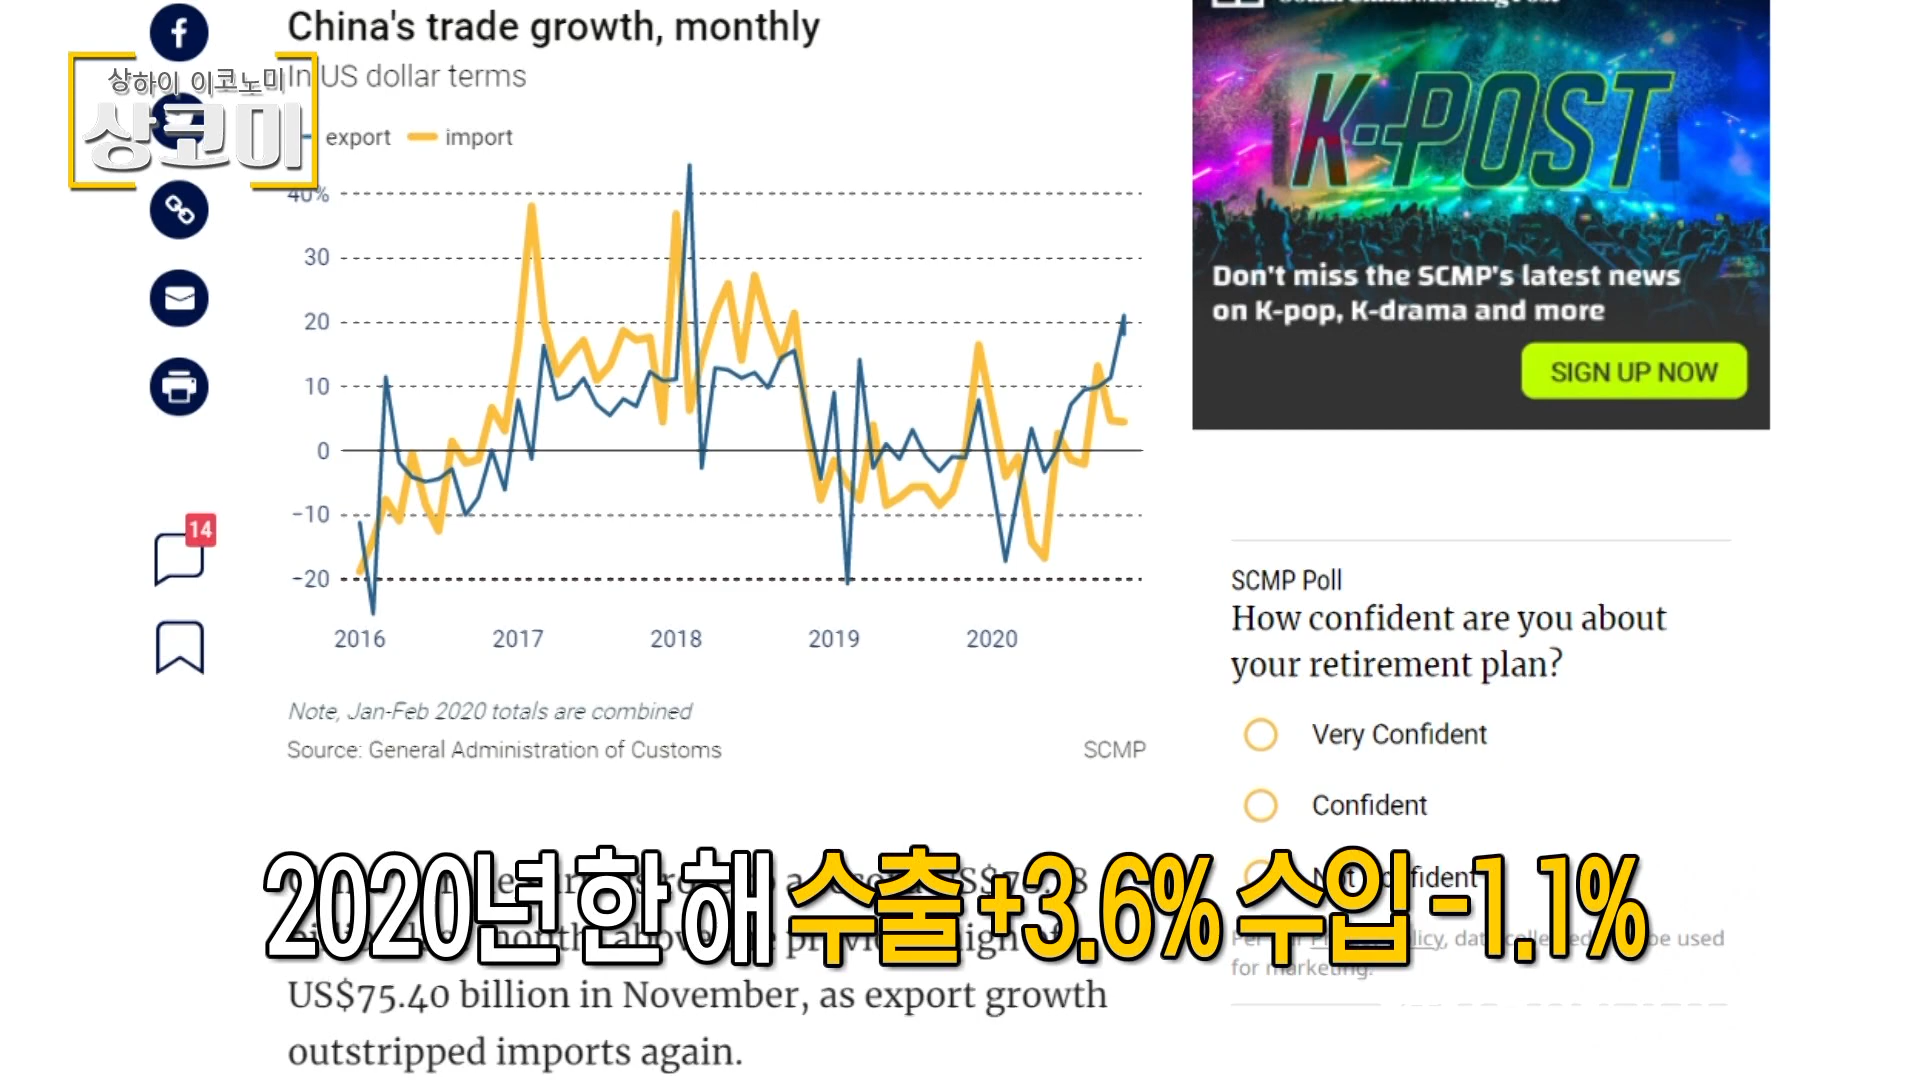 China's trade growth, monthly
In US dollar terms
상하이 이코노미
상코미
export import
40%
30
20
10
0
−10
−20
2016 2017 2018 2019 2020
Note, Jan-Feb 2020 totals are combined
Source: General Administration of Customs SCMP
14
K-POST
Don't miss the SCMP's latest news
on K-pop, K-drama and more
SIGN UP NOW
SCMP Poll
How confident are you about
your retirement plan?
Very Confident
Confident
2020년 한 해 수출 +3.6% 수입 -1.1%
be used
for marketing.
US$75.40 billion in November, as export growth
outstripped imports again.